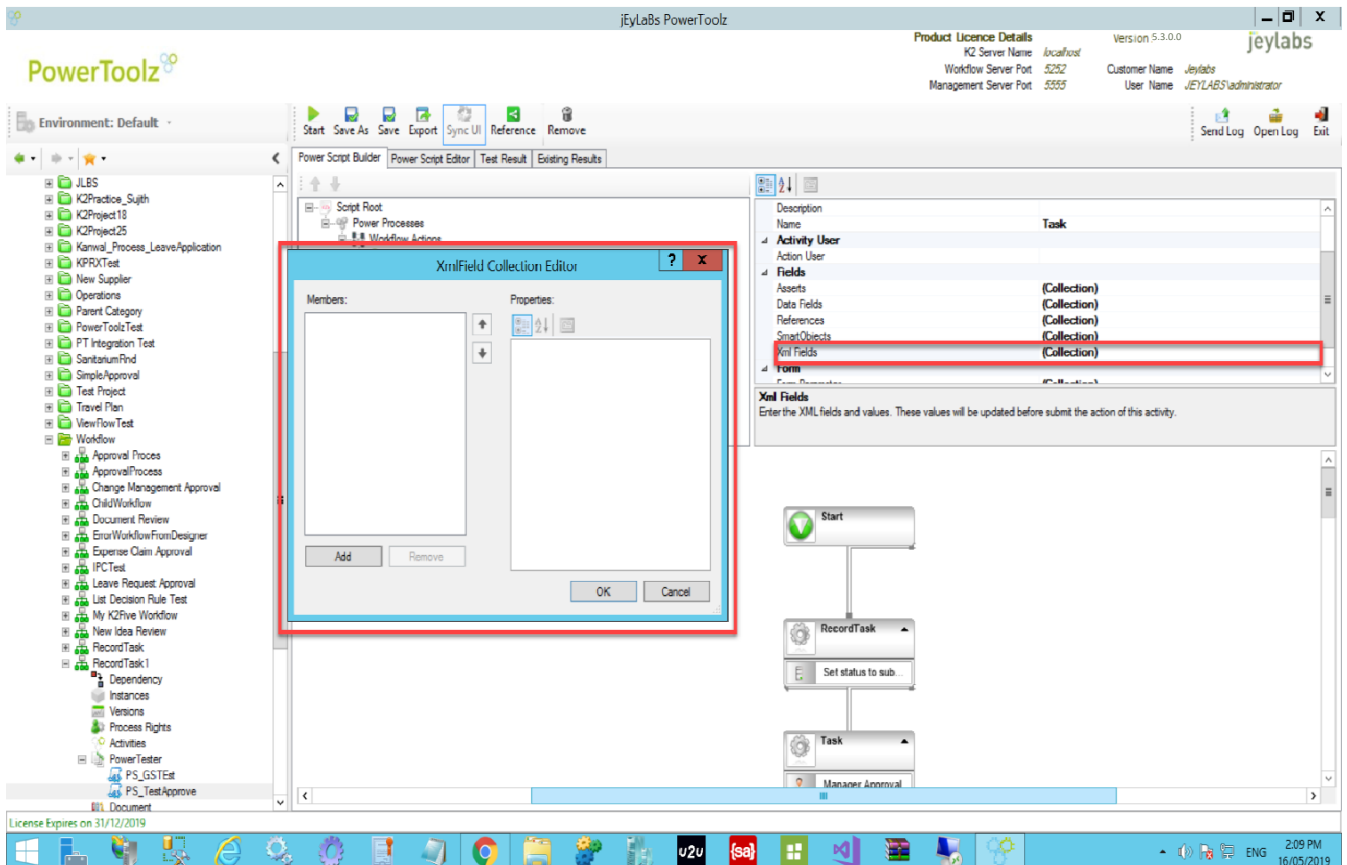 jEyLaBs PowerToolz
PowerToolz
Product Licence Details
Version 5.3.0.0
jeylabs
K2 Server Name localhost
Workflow Server Port 5252 Customer Name Jeylabs
Management Server Port 5555 User Name JEYLABS\administrator
Environment: Default
Start Save As Save Export Sync UI Reference Remove
Send Log Open Log Exit
Power Script Builder Power Script Editor Test Result Existing Results
JLBS
K2Practice_Sujith
K2Project18
K2Project25
Kanwal_Process_LeaveApplication
KPRXTest
New Supplier
Operations
Parent Category
PowerToolzTest
PT Integration Test
Sanitarium Rnd
SimpleApproval
Test Project
Travel Plan
ViewFlowTest
Workflow
Approval Proces
ApprovalProcess
Change Management Approval
ChildWorkflow
Document Review
ErrorWorkflowFromDesigner
Expense Claim Approval
IPCTest
Leave Request Approval
List Decision Rule Test
My K2Five Workflow
New Idea Review
RecordTask
RecordTask1
Dependency
Instances
Versions
Process Rights
Activities
PowerTester
PS_GSTEst
PS_TestApprove
Document
Script Root
Power Processes
Workflow Actions
XmlField Collection Editor
? x
Members:
Properties:
Add Remove
OK Cancel
Description
Name Task
Activity User
Action User
Fields
Asserts (Collection)
Data Fields (Collection)
References (Collection)
SmartObjects (Collection)
Xml Fields (Collection)
Form
Form Parameter (Collection)
Xml Fields
Enter the XML fields and values. These values will be updated before submit the action of this activity.
Start
RecordTask
Set status to sub...
Task
Manager Approval
License Expires on 31/12/2019
u2u
{sa}
ENG
2:09 PM
16/05/2019